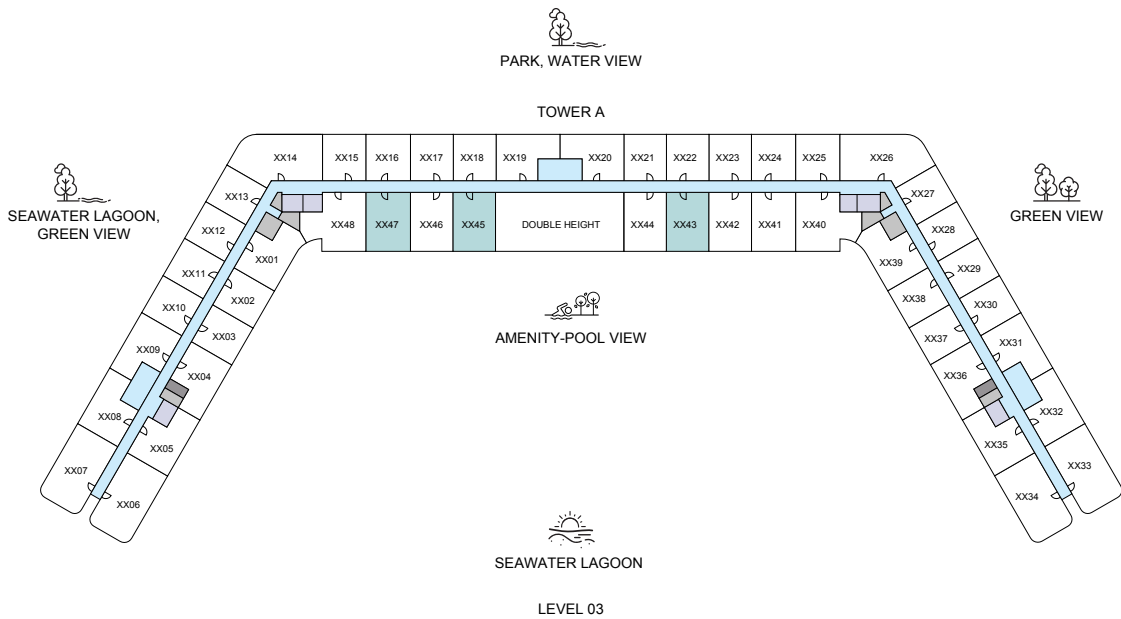 PARK, WATER VIEW
TOWER A
XX14
XX15
XX16
XX17
XX18
XX19
XX20
XX21
XX22
XX23
XX24
XX25
XX26
SEAWATER LAGOON,
GREEN VIEW
GREEN VIEW
XX13
XX27
XX48
XX47
XX46
XX45
DOUBLE HEIGHT
XX44
XX43
XX42
XX41
XX40
XX12
XX28
XX01
XX39
XX11
XX29
XX02
XX38
XX10
XX30
XX03
XX37
AMENITY-POOL VIEW
XX09
XX31
XX04
XX36
XX08
XX32
XX05
XX35
XX07
XX33
XX06
XX34
SEAWATER LAGOON
LEVEL 03